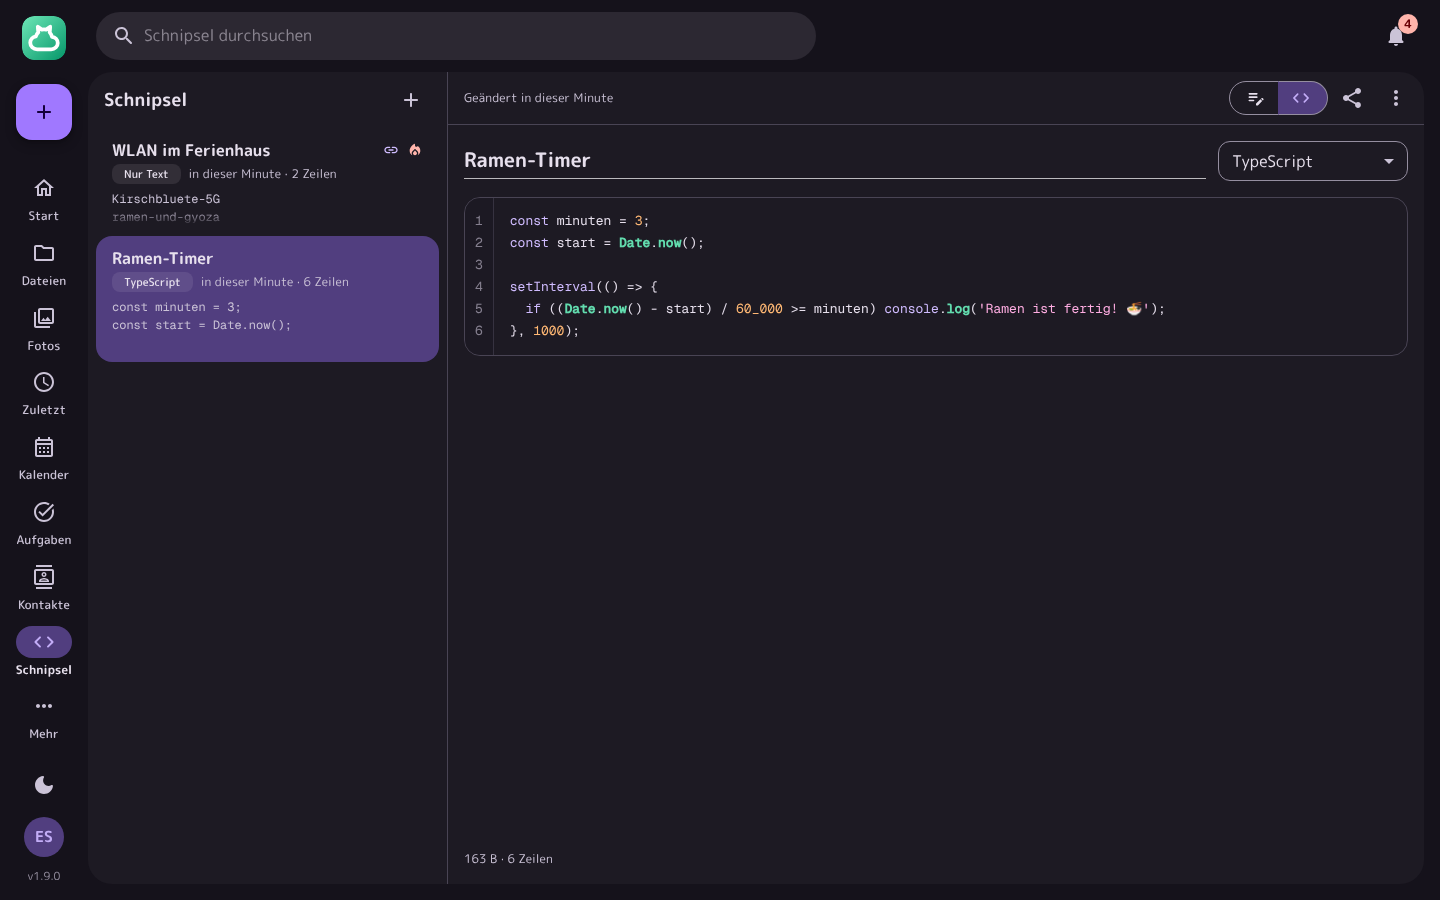 Schnipsel durchsuchen
4
Schnipsel
WLAN im Ferienhaus
Nur Text in dieser Minute · 2 Zeilen
Kirschbluete-5G
ramen-und-gyoza
Ramen-Timer
TypeScript in dieser Minute · 6 Zeilen
const minuten = 3;
const start = Date.now();
Start
Dateien
Fotos
Zuletzt
Kalender
Aufgaben
Kontakte
Schnipsel
Mehr
ES
v1.9.0
Geändert in dieser Minute
Ramen-Timer
TypeScript
1 const minuten = 3;
2 const start = Date.now();
3
4 setInterval(() => {
5 if ((Date.now() - start) / 60_000 >= minuten) console.log('Ramen ist fertig! 🍜');
6 }, 1000);
163 B · 6 Zeilen